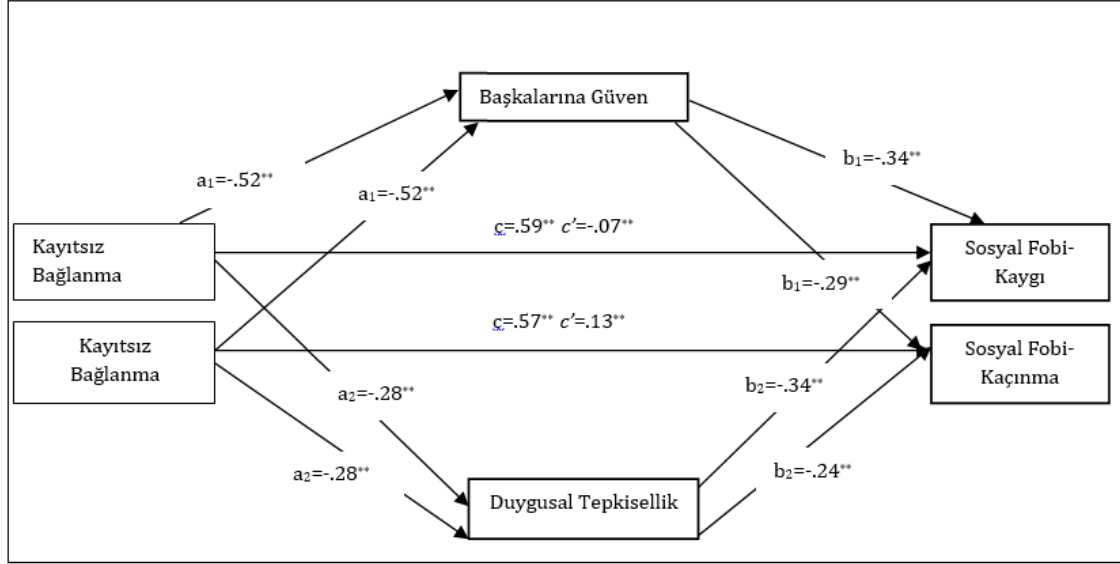 Başkalarına Güven
b₁=-.34**
a₁=-.52**
a₁=-.52**
c=.59** c’=-.07**
Kayıtsız
Bağlanma
Sosyal Fobi-
Kaygı
b₁=-.29**
c=.57** c’=.13**
Kayıtsız
Bağlanma
Sosyal Fobi-
Kaçınma
a₂=-.28**
b₂=-.34**
a₂=-.28**
b₂=-.24**
Duygusal Tepkisellik